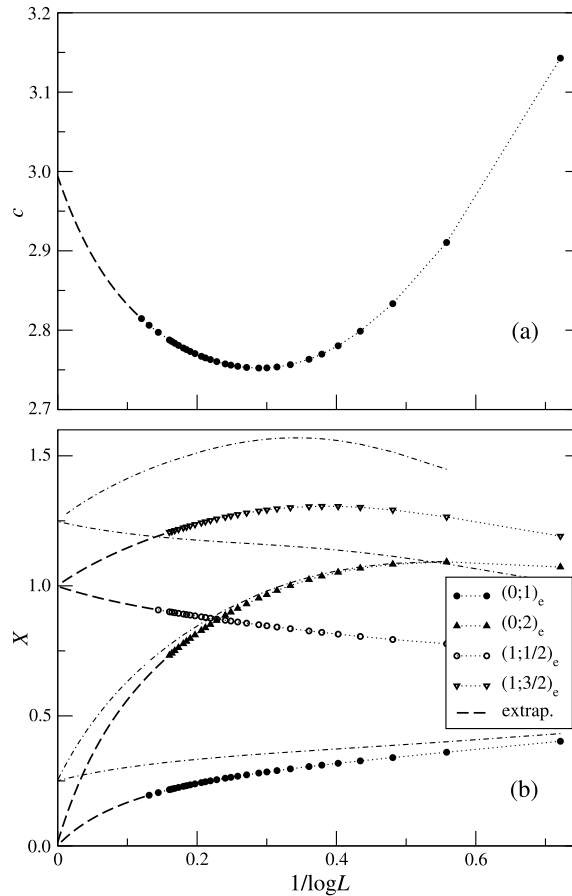 3.2
3.1
3.0
2.9
2.8
2.7
c
(a)
1.5
1.0
0.5
0.0
X
(0;1)e
(0;2)e
(1;1/2)e
(1;3/2)e
extrap.
(b)
0 0.2 0.4 0.6
1/logL